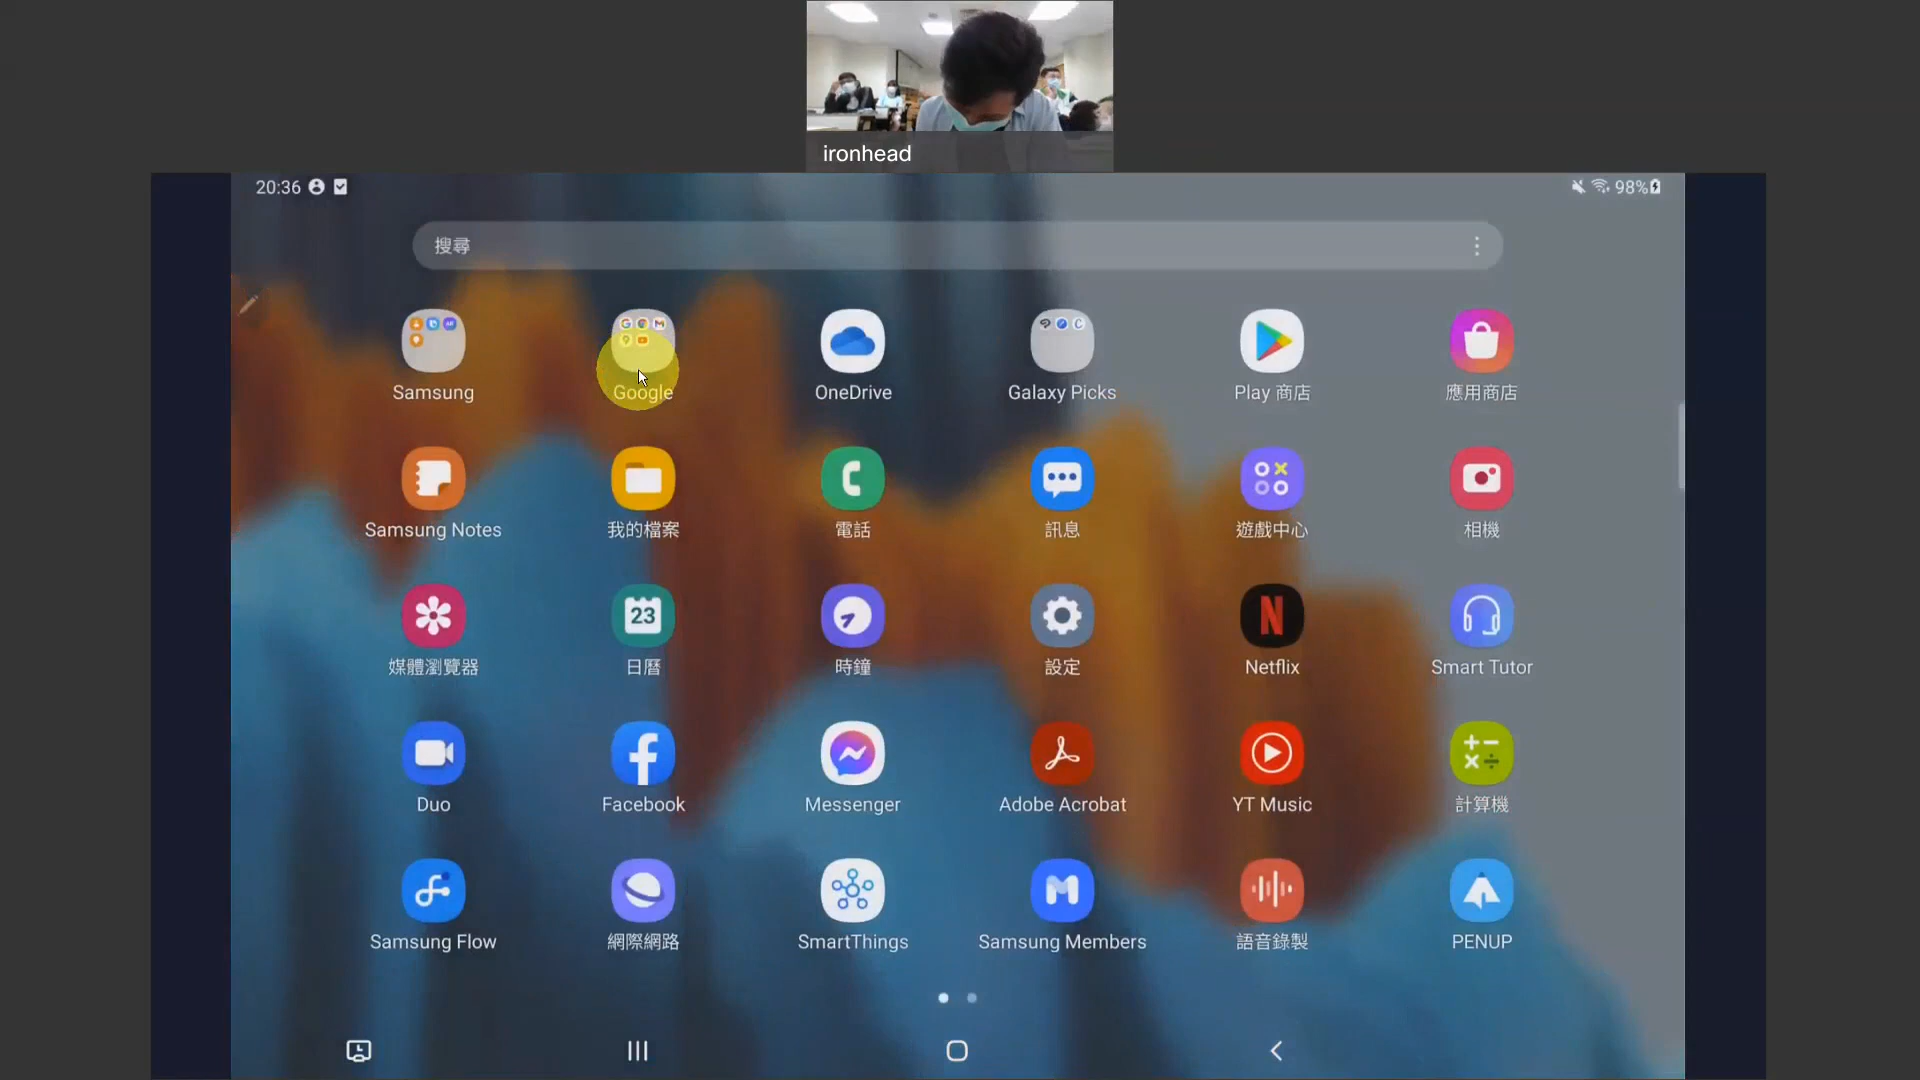 ironhead
20:36
98%
搜尋
Samsung
Google
OneDrive
Galaxy Picks
Play 商店
應用商店
Samsung Notes
我的檔案
電話
訊息
遊戲中心
相機
23
媒體瀏覽器
日曆
時鐘
設定
Netflix
Smart Tutor
Duo
Facebook
Messenger
Adobe Acrobat
YT Music
計算機
Samsung Flow
網際網路
SmartThings
Samsung Members
語音錄製
PENUP